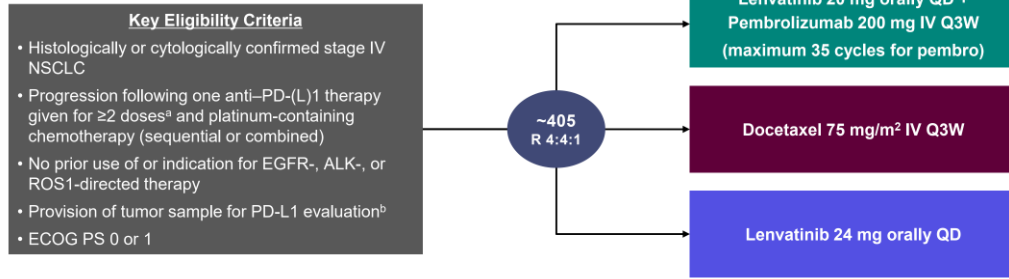 Key Eligibility Criteria
• Histologically or cytologically confirmed stage IV
NSCLC
• Progression following one anti–PD-(L)1 therapy
given for ≥2 dosesᵃ and platinum-containing
chemotherapy (sequential or combined)
• No prior use of or indication for EGFR-, ALK-, or
ROS1-directed therapy
• Provision of tumor sample for PD-L1 evaluationᵇ
• ECOG PS 0 or 1
~405
R 4:4:1
Lenvatinib 20 mg orally QD +
Pembrolizumab 200 mg IV Q3W
(maximum 35 cycles for pembro)
Docetaxel 75 mg/m² IV Q3W
Lenvatinib 24 mg orally QD